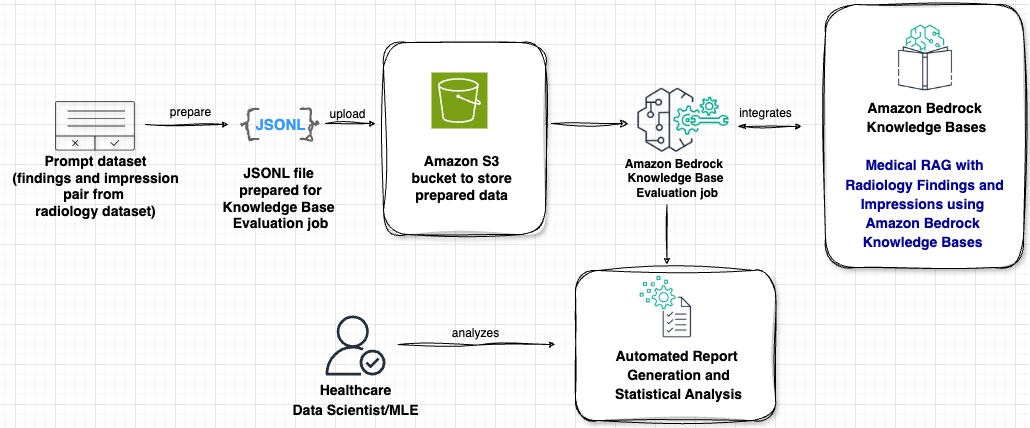 prepare
Prompt dataset
(findings and impression
pair from
radiology dataset)
JSONL
JSONL file
prepared for
Knowledge Base
Evaluation job
upload
Amazon S3
bucket to store
prepared data
Amazon Bedrock
Knowledge Base
Evaluation job
integrates
Amazon Bedrock
Knowledge Bases
Medical RAG with
Radiology Findings and
Impressions using
Amazon Bedrock
Knowledge Bases
Healthcare
Data Scientist/MLE
analyzes
Automated Report
Generation and
Statistical Analysis